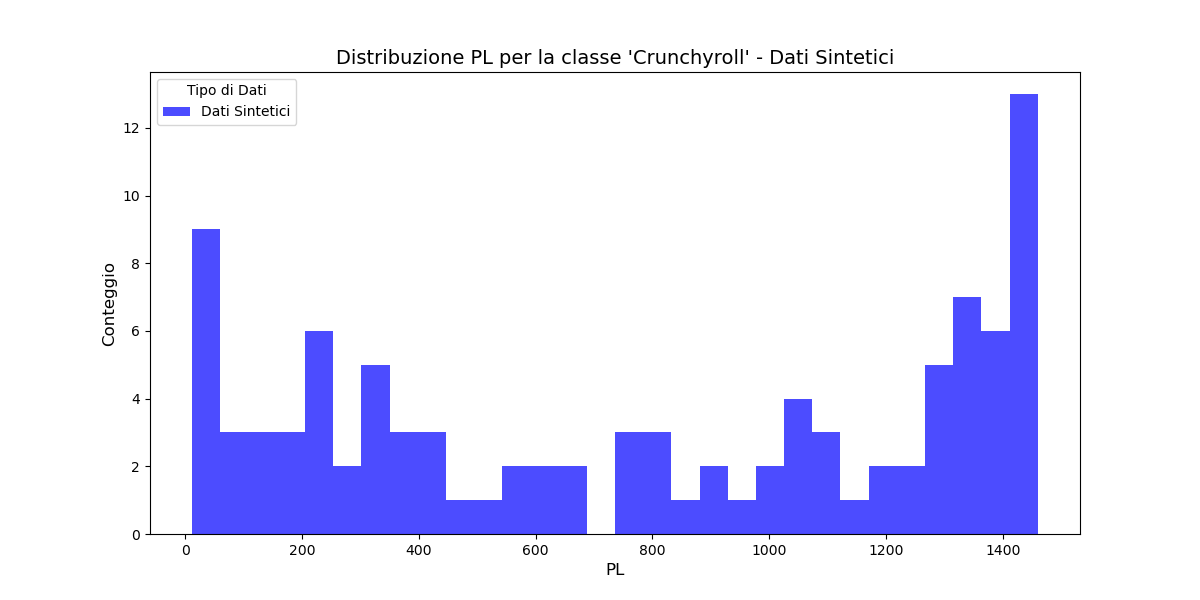 Distribuzione PL per la classe 'Crunchyroll' - Dati Sintetici
Tipo di Dati
Dati Sintetici
12
10
8
6
4
2
0
Conteggio
0 200 400 600 800 1000 1200 1400
PL